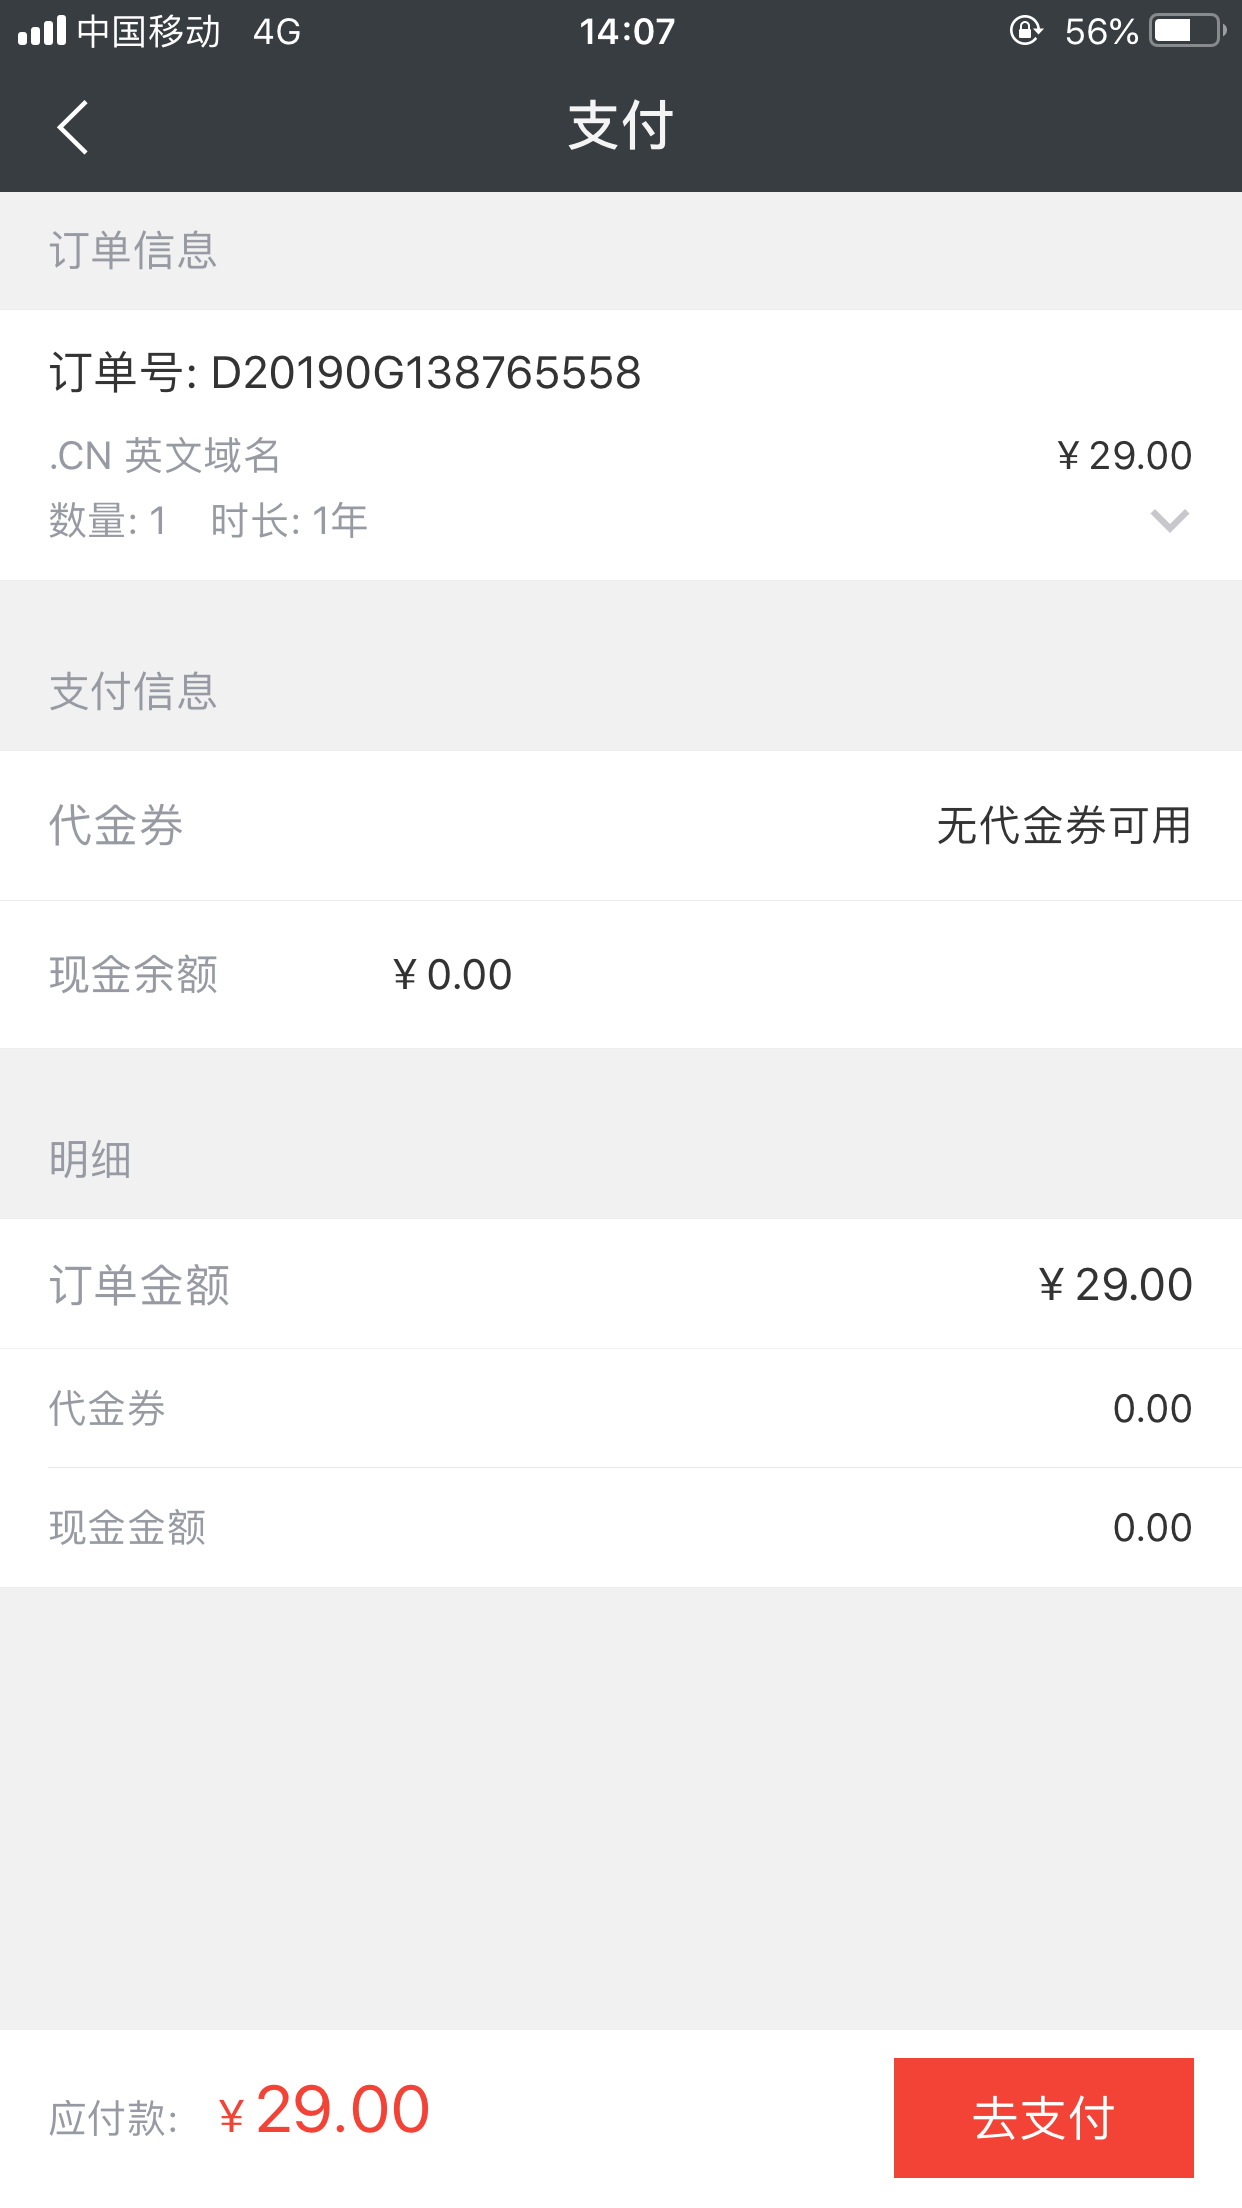 中国移动 4G 14:07 56%
支付
订单信息
订单号: D20190G138765558
.CN 英文域名 ¥ 29.00
数量: 1 时长: 1年
支付信息
代金券 无代金券可用
现金余额 ¥ 0.00
明细
订单金额 ¥ 29.00
代金券 0.00
现金金额 0.00
应付款: ¥ 29.00 去支付